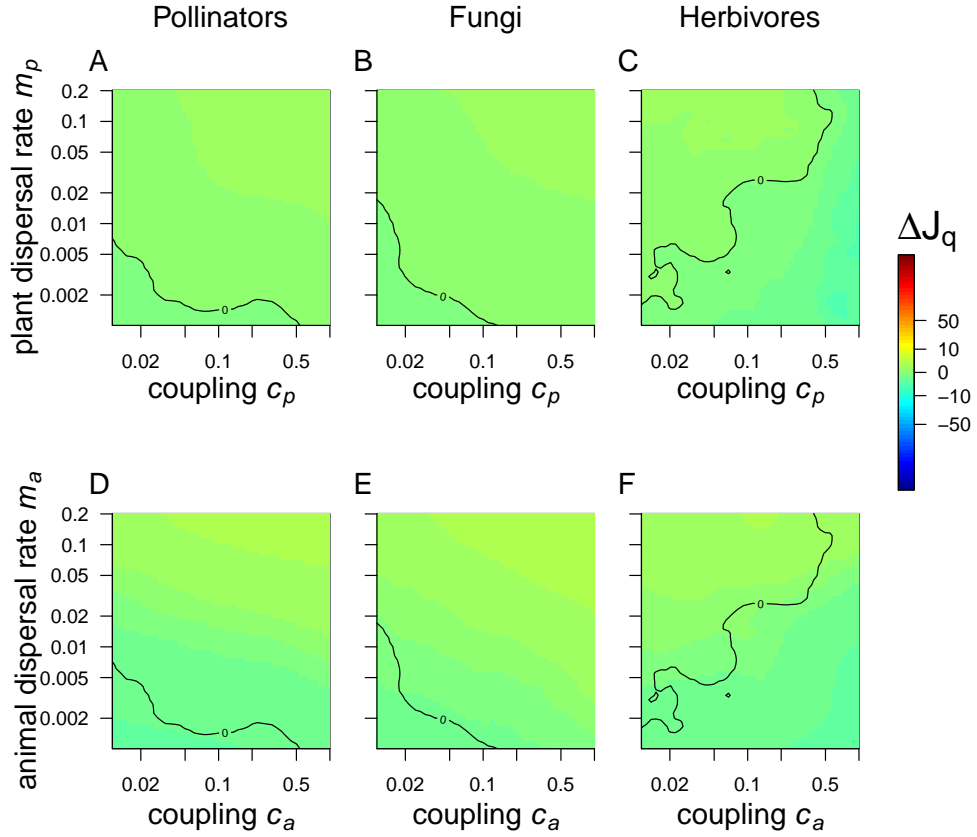 Pollinators Fungi Herbivores
A B C
plant dispersal rate m_p
0.2
0.1
0.05
0.02
0.01
0.005
0.002
0 0 0
0.02 0.1 0.5 0.02 0.1 0.5 0.02 0.1 0.5
coupling c_p coupling c_p coupling c_p
ΔJ_q
50
10
0
−10
−50
D E F
animal dispersal rate m_a
0.2
0.1
0.05
0.02
0.01
0.005
0.002
0 0 0
0.02 0.1 0.5 0.02 0.1 0.5 0.02 0.1 0.5
coupling c_a coupling c_a coupling c_a